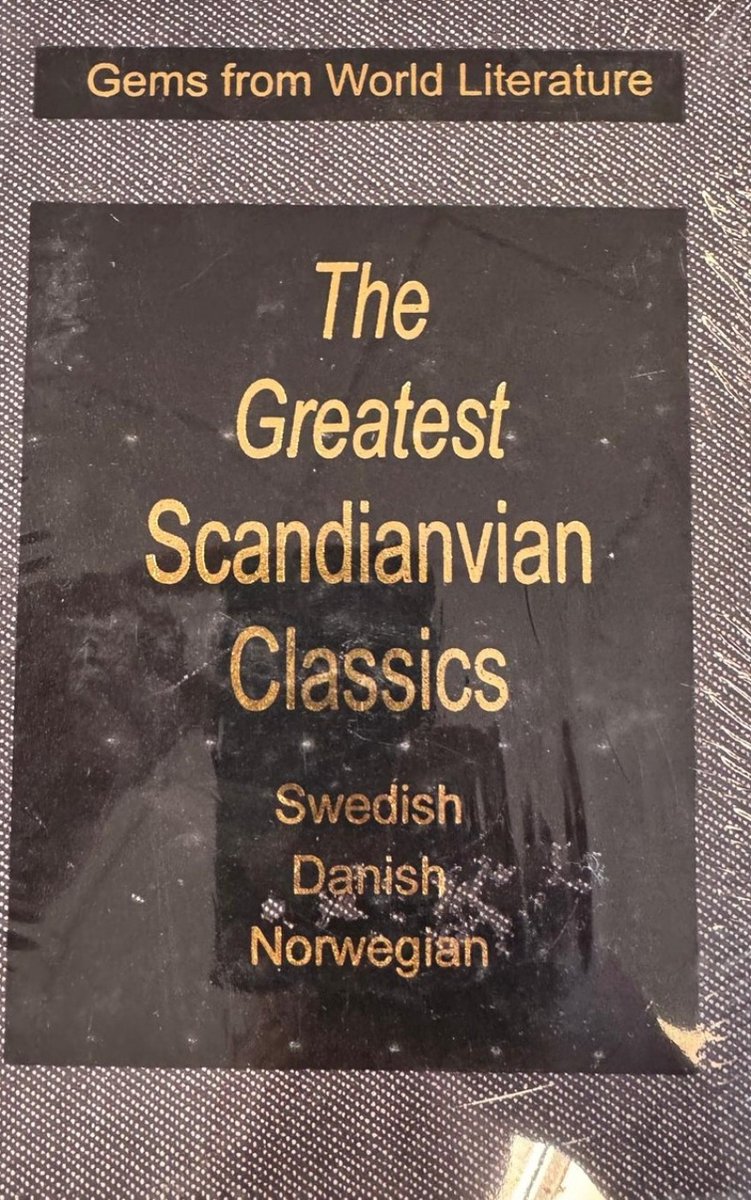 Gems from World Literature
The
Greatest
Scandianvian
Classics
Swedish
Danish
Norwegian